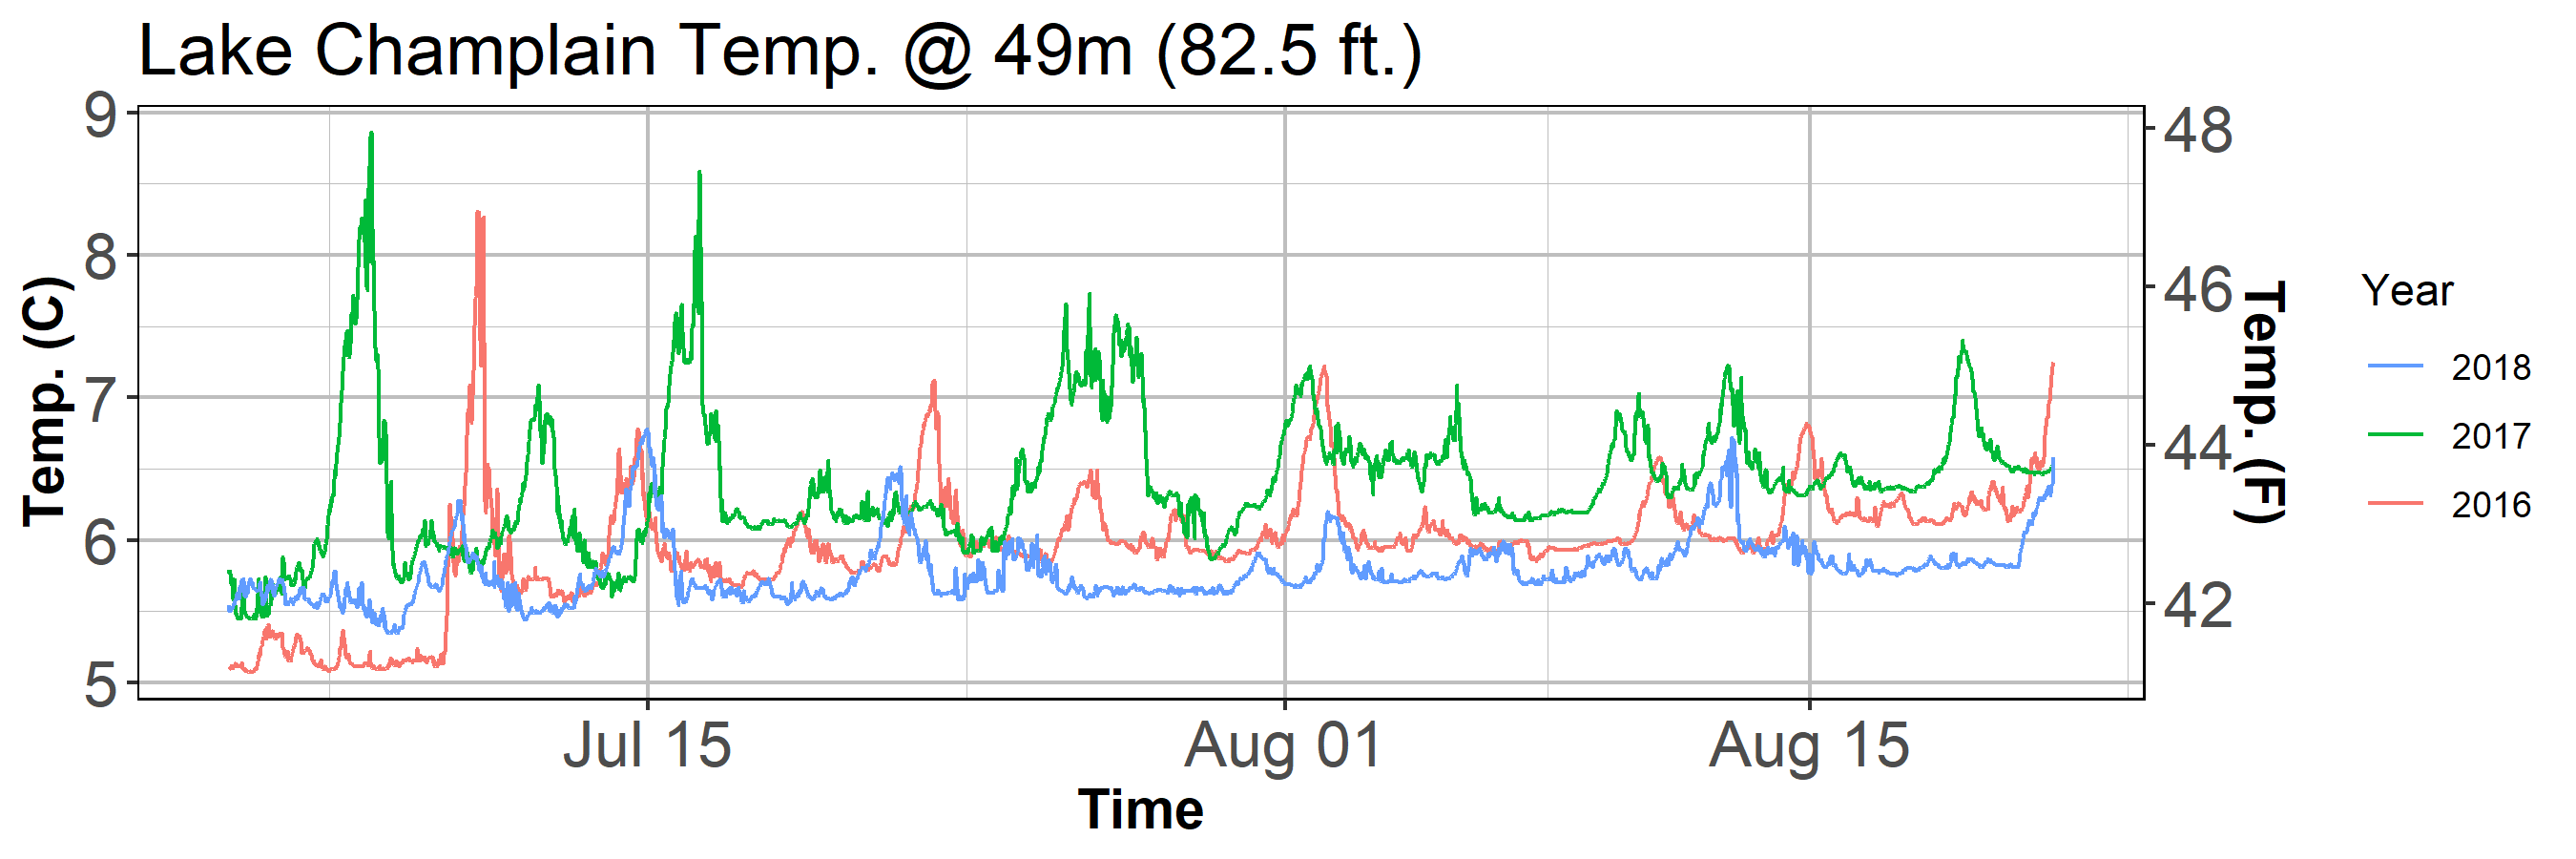 Lake Champlain Temp. @ 49m (82.5 ft.)
9
8
7
6
5
Temp. (C)
48
46
44
42
Temp. (F)
Jul 15
Aug 01
Aug 15
Time
Year
2018
2017
2016